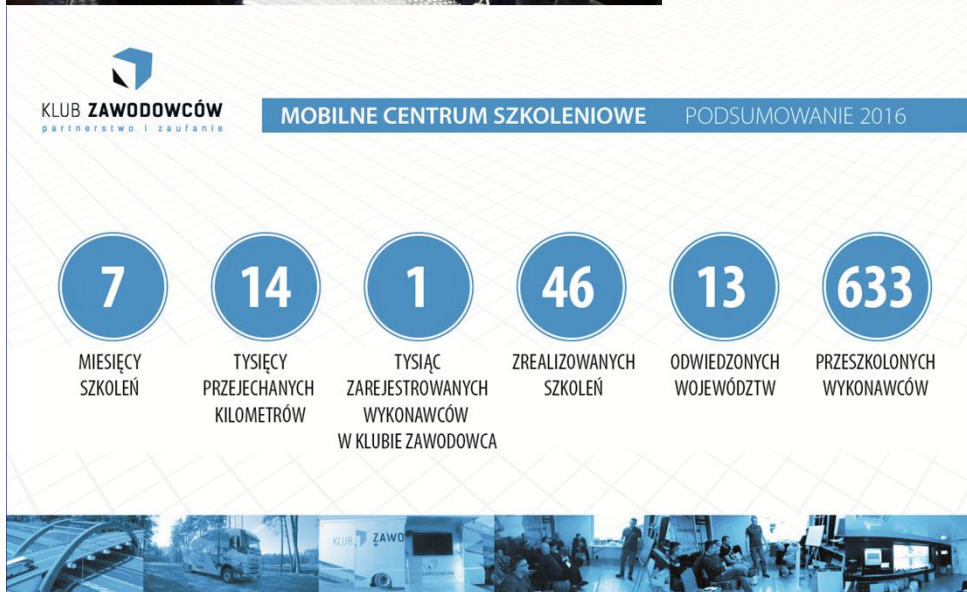 KLUB ZAWODOWCÓW
partnerstwo i zaufanie
MOBILNE CENTRUM SZKOLENIOWE PODSUMOWANIE 2016
7
MIESIĘCY
SZKOLEŃ
14
TYSIĘCY
PRZEJECHANYCH
KILOMETRÓW
1
TYSIĄC
ZAREJESTROWANYCH
WYKONAWCÓW
W KLUBIE ZAWODOWCA
46
ZREALIZOWANYCH
SZKOLEŃ
13
ODWIEDZONYCH
WOJEWÓDZTW
633
PRZESZKOLONYCH
WYKONAWCÓW
KLUB ZAWO